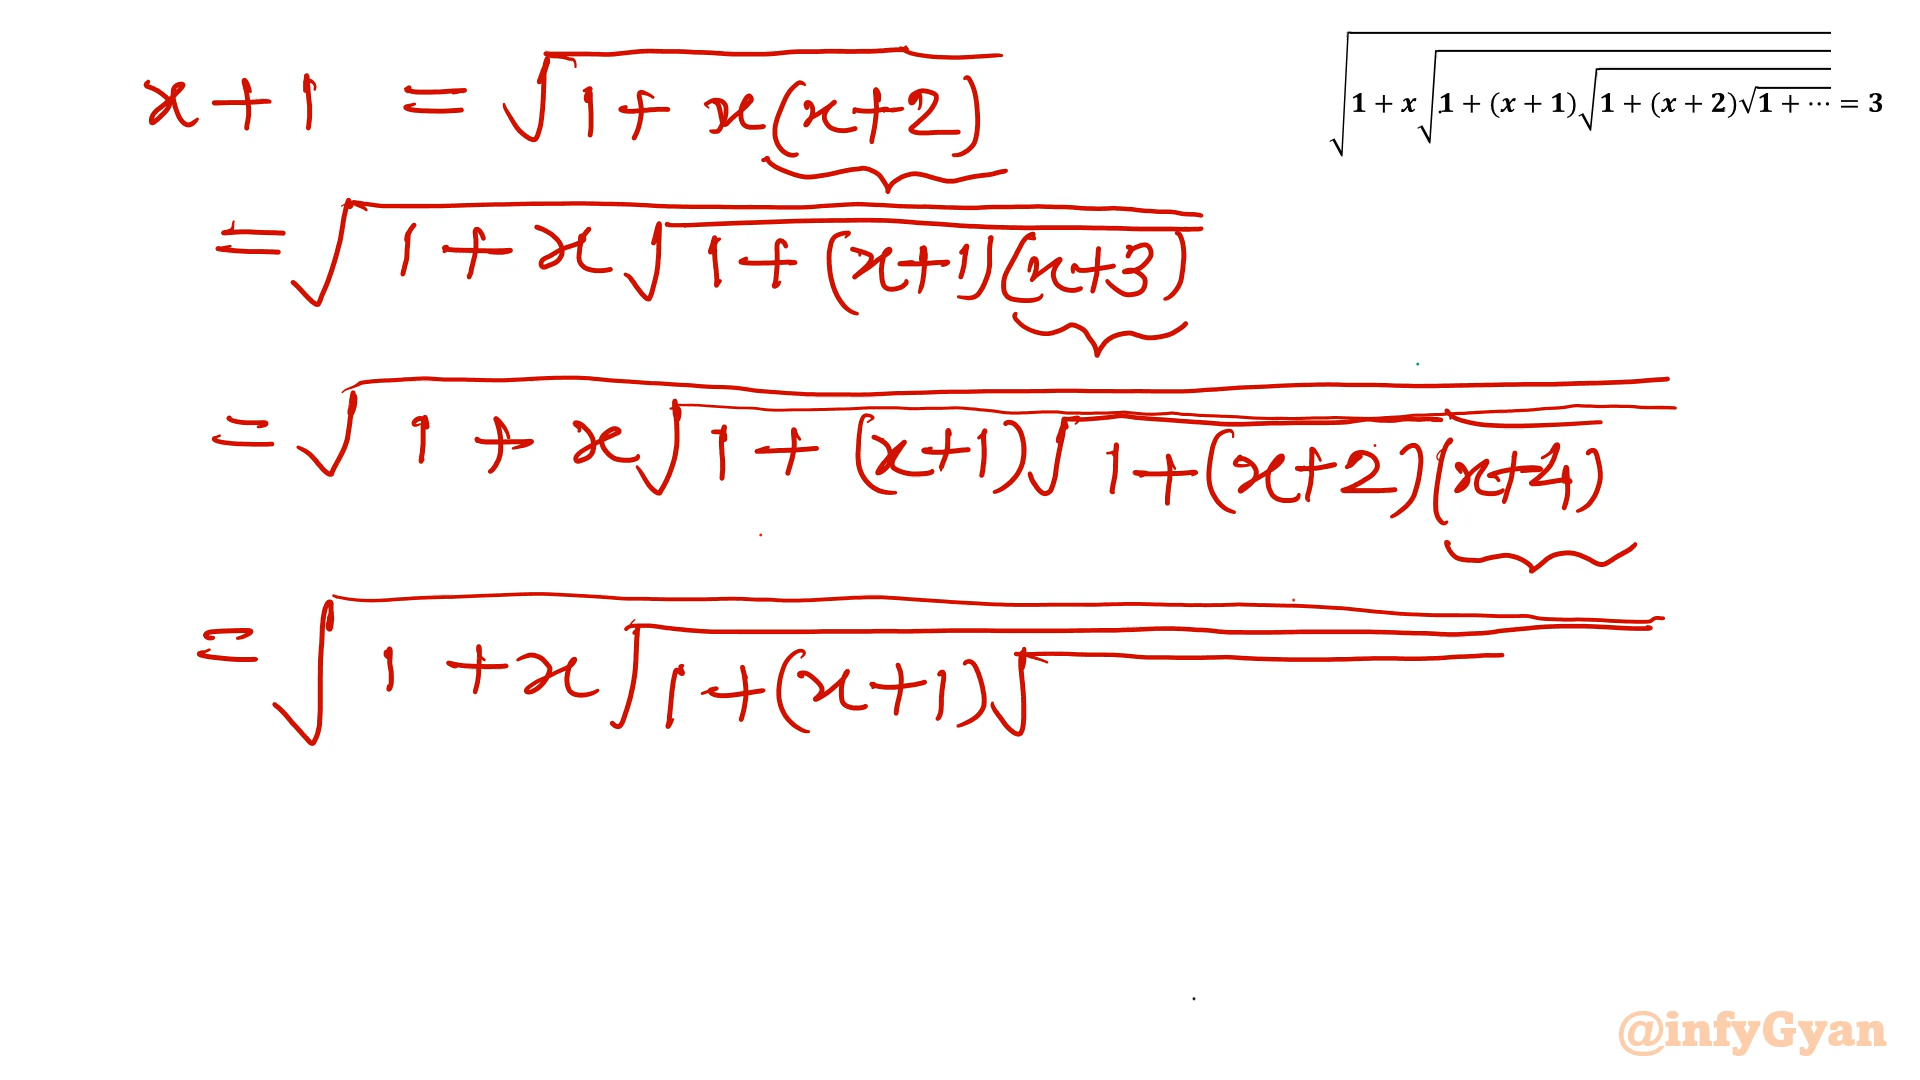 x+1 = √(1+x(x+2))
√(1 + x√(1 + (x + 1)√(1 + (x + 2)√(1 + ⋯)))) = 3
= √(1+x√(1+(x+1)(x+3)))
= √(1+x√(1+(x+1)√(1+(x+2)(x+4))))
= √(1+x√(1+(x+1)√
@infyGyan